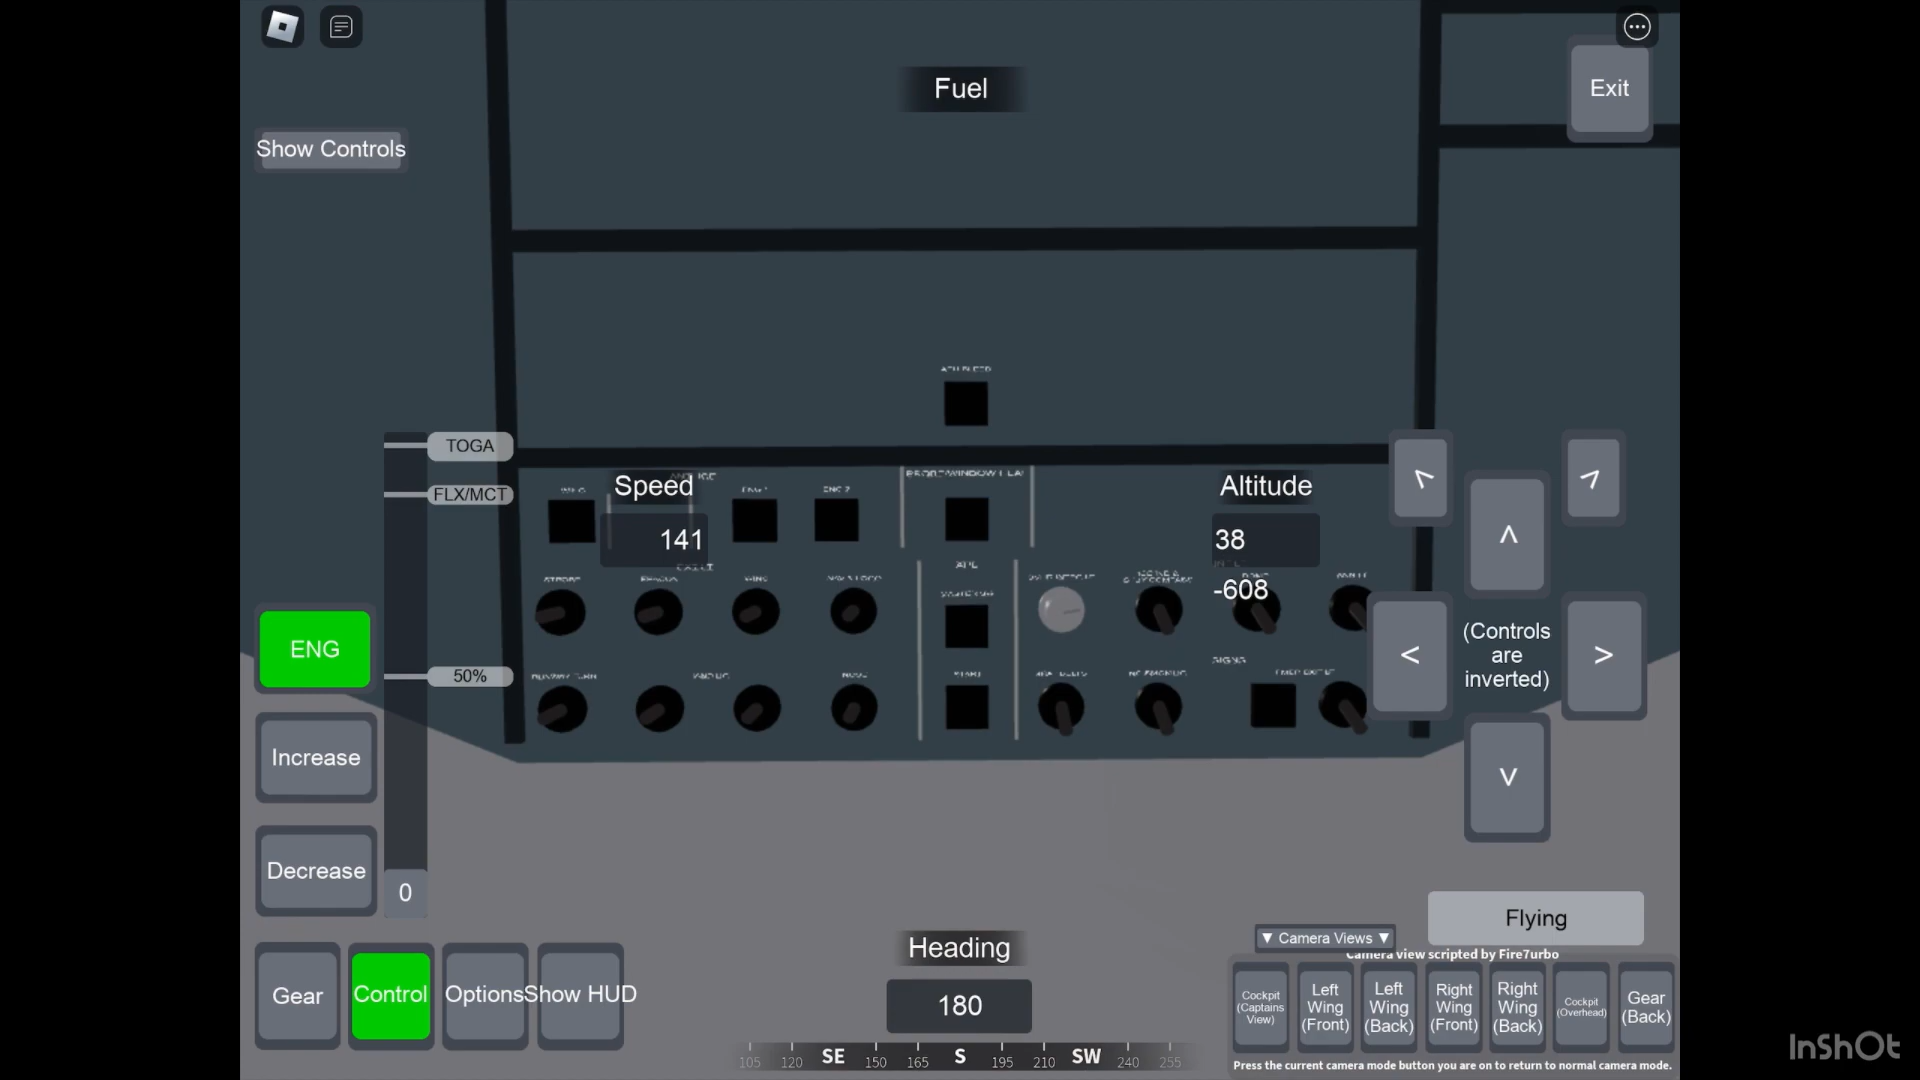 Fuel
Exit
Show Controls
TOGA
FLX/MCT
Speed
141
Altitude
38
-608
ENG
50%
Increase
Decrease
0
START
<
^
^
^
(Controls
are
inverted)
>
v
Gear
Control
Options
Show HUD
Heading
180
105 120 SE 150 165 S 195 210 SW 240 255
Flying
▼ Camera Views ▼
Camera view scripted by Fire7urbo
Cockpit
(Captains
View)
Left
Wing
(Front)
Left
Wing
(Back)
Right
Wing
(Front)
Right
Wing
(Back)
Cockpit
(Overhead)
Gear
(Back)
Press the current camera mode button you are on to return to normal camera mode.
InShOt